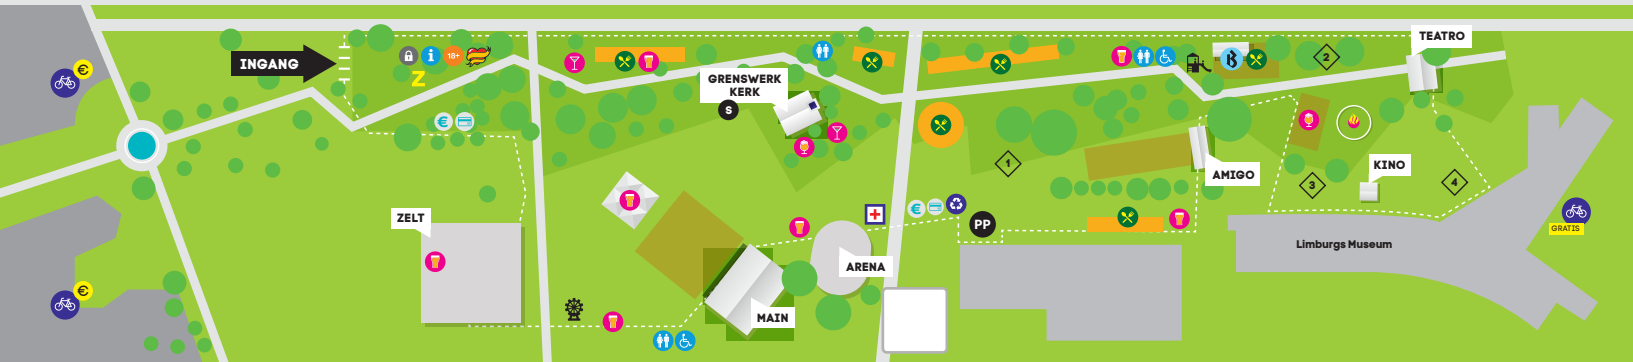 INGANG
€
€
i
18+
Z
€
GRENSWERK
KERK
S
TEATRO
2
1
AMIGO
KINO
3
4
ZELT
€
PP
ARENA
MAIN
Limburgs Museum
GRATIS